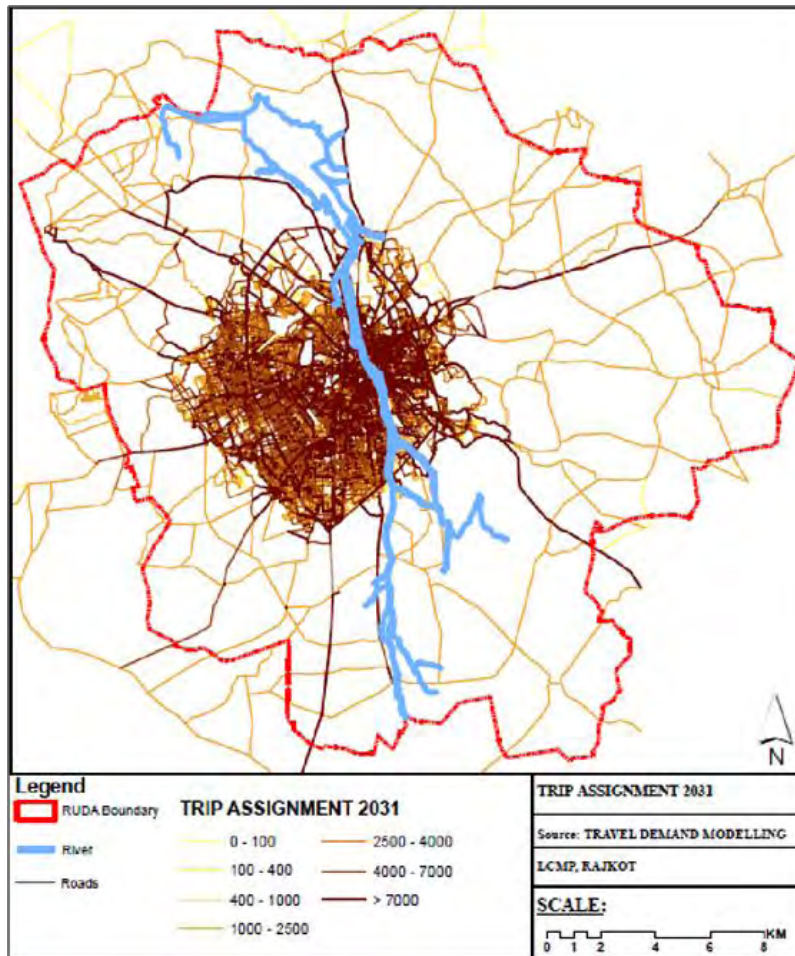 N
Legend
RUDA Boundary
River
Roads
TRIP ASSIGNMENT 2031
0 - 100
100 - 400
400 - 1000
1000 - 2500
2500 - 4000
4000 - 7000
> 7000
TRIP ASSIGNMENT 2031
Source: TRAVEL DEMAND MODELLING
LCMP, RAJKOT
SCALE:
KM
0 1 2 4 6 8